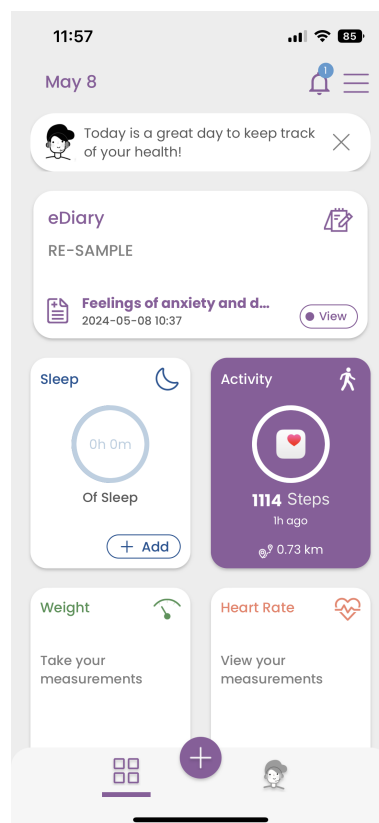 11:57
85
May 8
1
Today is a great day to keep track
of your health!
eDiary
RE-SAMPLE
Feelings of anxiety and d...
2024-05-08 10:37
View
Sleep
0h 0m
Of Sleep
+ Add
Activity
1114 Steps
1h ago
0.73 km
Weight
Take your
measurements
Heart Rate
View your
measurements